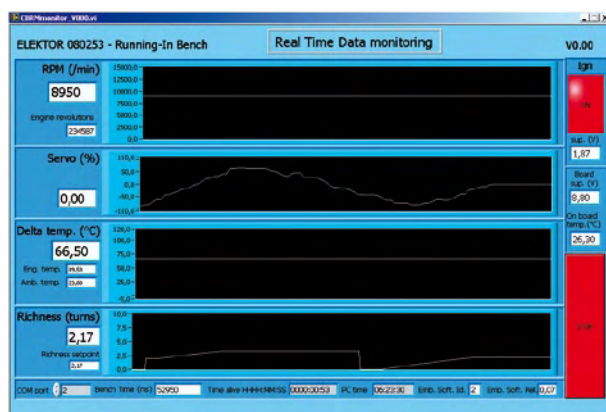 CBRMmonitor_V000.vi
ELEKTOR 080253 - Running-In Bench
Real Time Data monitoring
V0.00
RPM (/min)
8950
Engine revolutions
234587
15000,0
12500,0
10000,0
7500,0
5000,0
2500,0
0,0
Ign
ON
sup. (V)
1,87
Servo (%)
0,00
110,0
50,0
0,0
-50,0
-110,0
Board
sup. (V)
8,80
On board
temp.(°C)
26,30
Delta temp. (°C)
66,50
Eng. temp.
Amb. temp.
120,0
100,0
75,0
50,0
25,0
-5,0
Richness (turns)
2,17
Richness setpoint
2,17
10,0
7,5
5,0
2,5
0,0
COM port 2 Bench Time (ns) 52950 Time alive HHHH:MM:SS 0000:00:53 PC time 06:23:30 Emb. Soft. Id. 2 Emb. Soft. Rel. 0,07